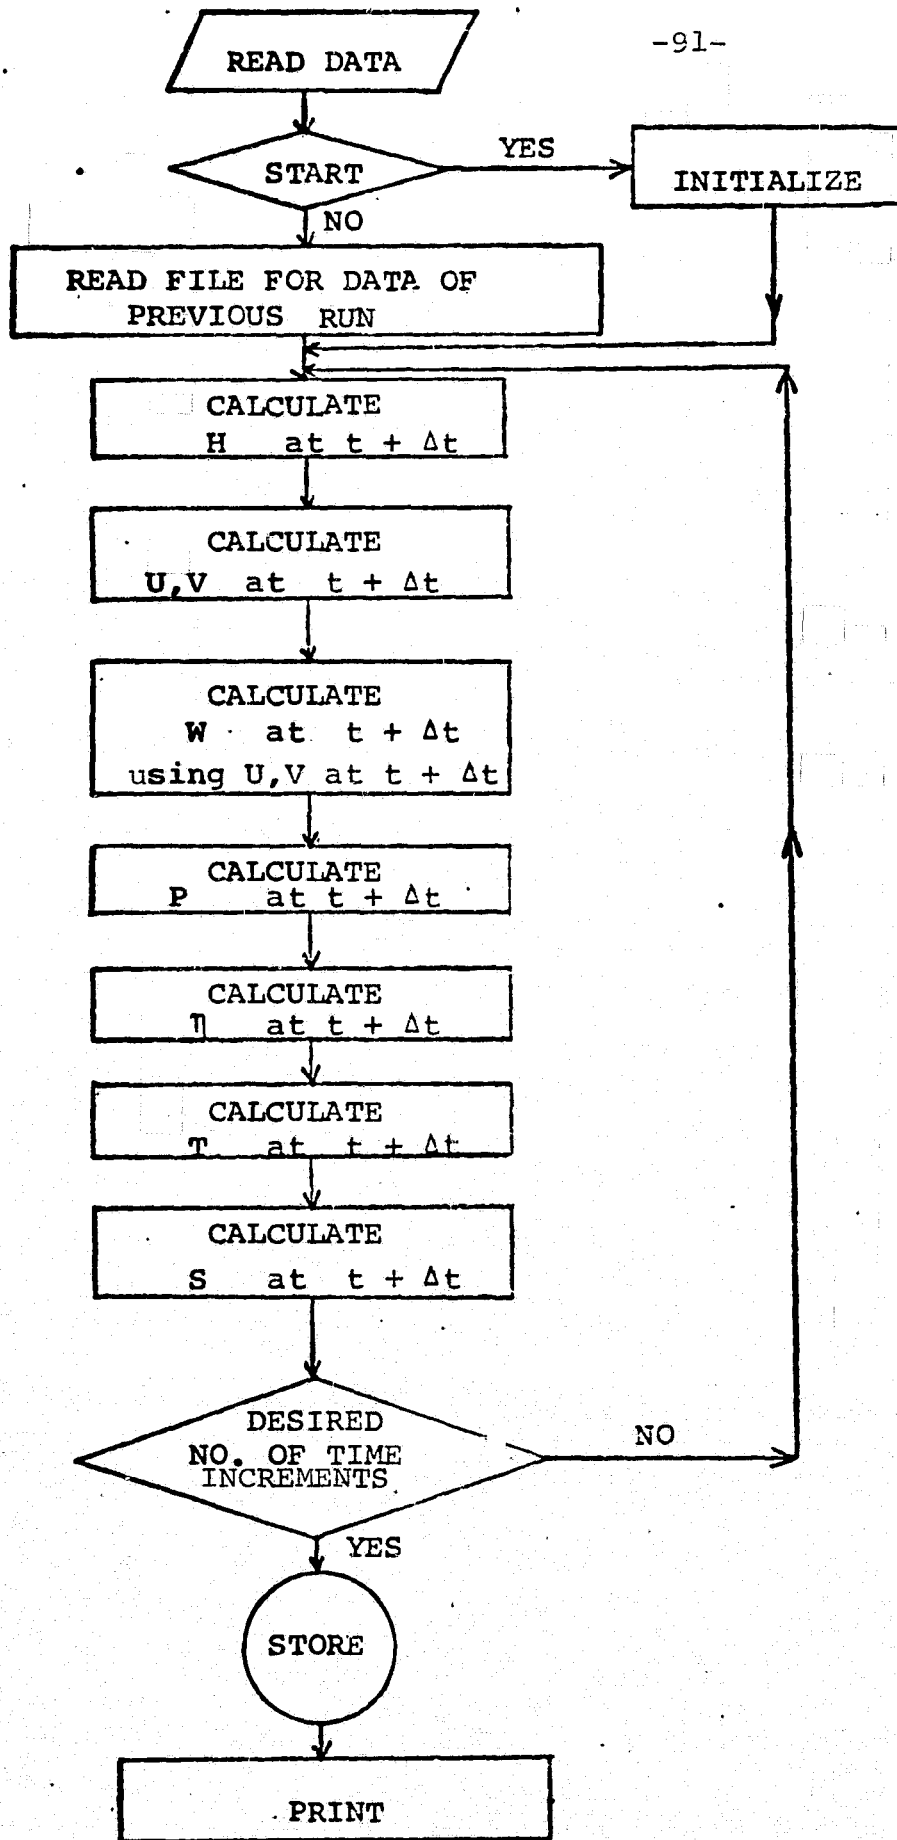 -91-
READ DATA
START
YES
INITIALIZE
NO
READ FILE FOR DATA OF
PREVIOUS RUN
CALCULATE
H at t + Δt
CALCULATE
U,V at t + Δt
CALCULATE
W at t + Δt
using U,V at t + Δt
CALCULATE
P at t + Δt
CALCULATE
η at t + Δt
CALCULATE
T at t + Δt
CALCULATE
S at t + Δt
DESIRED
NO. OF TIME
INCREMENTS
NO
YES
STORE
PRINT